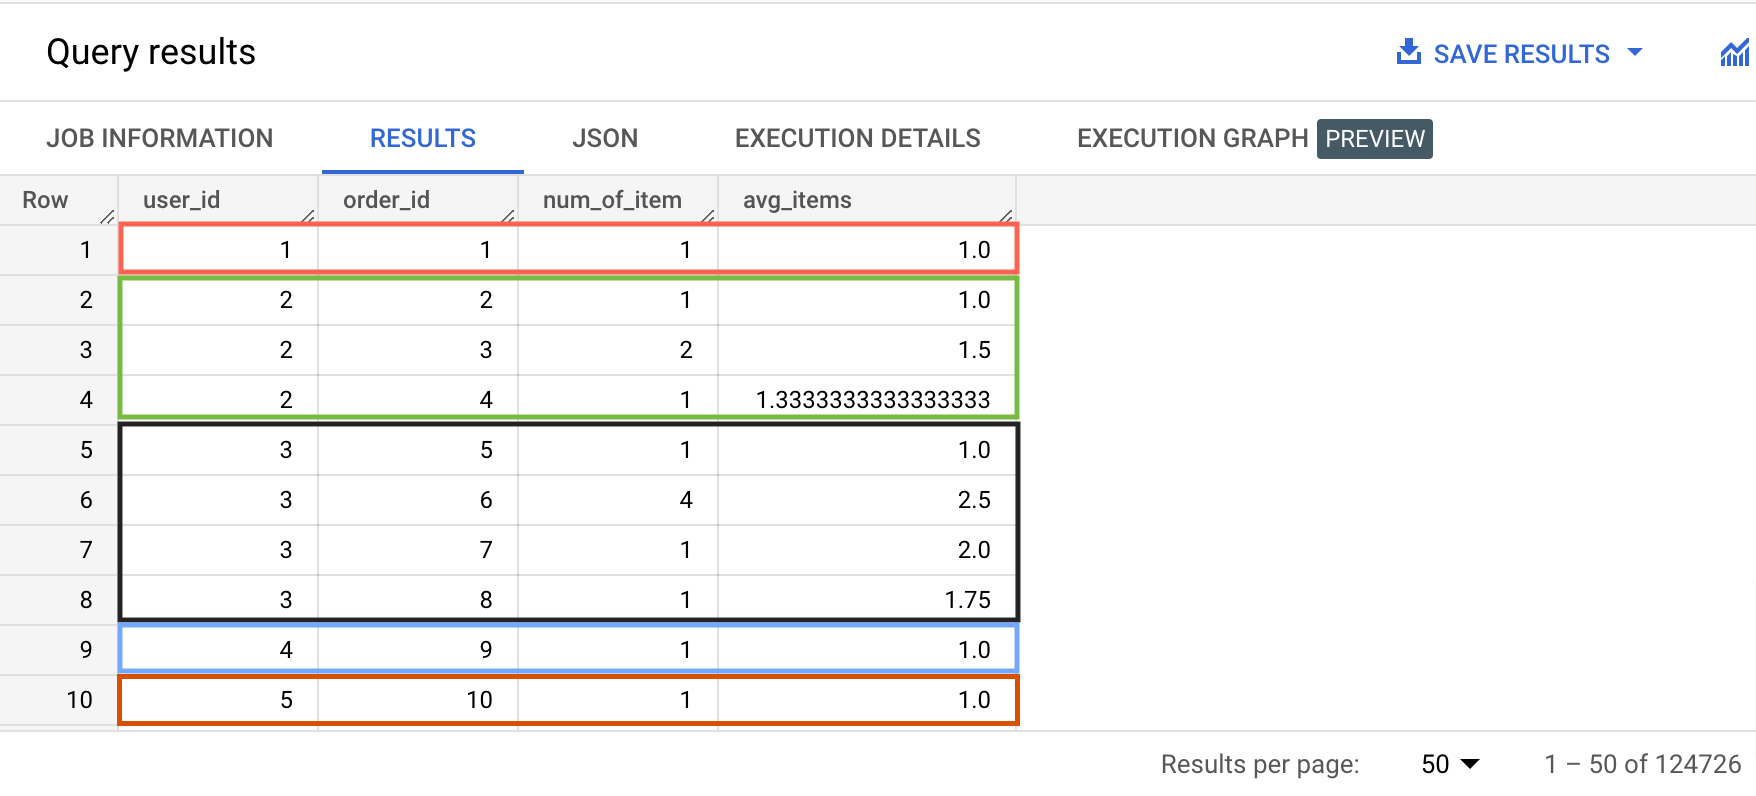 Query results
SAVE RESULTS
JOB INFORMATION RESULTS JSON EXECUTION DETAILS EXECUTION GRAPH PREVIEW
Row user_id order_id num_of_item avg_items
1 1 1 1 1.0
2 2 2 1 1.0
3 2 3 2 1.5
4 2 4 1 1.3333333333333333
5 3 5 1 1.0
6 3 6 4 2.5
7 3 7 1 2.0
8 3 8 1 1.75
9 4 9 1 1.0
10 5 10 1 1.0
Results per page: 50 1 – 50 of 124726